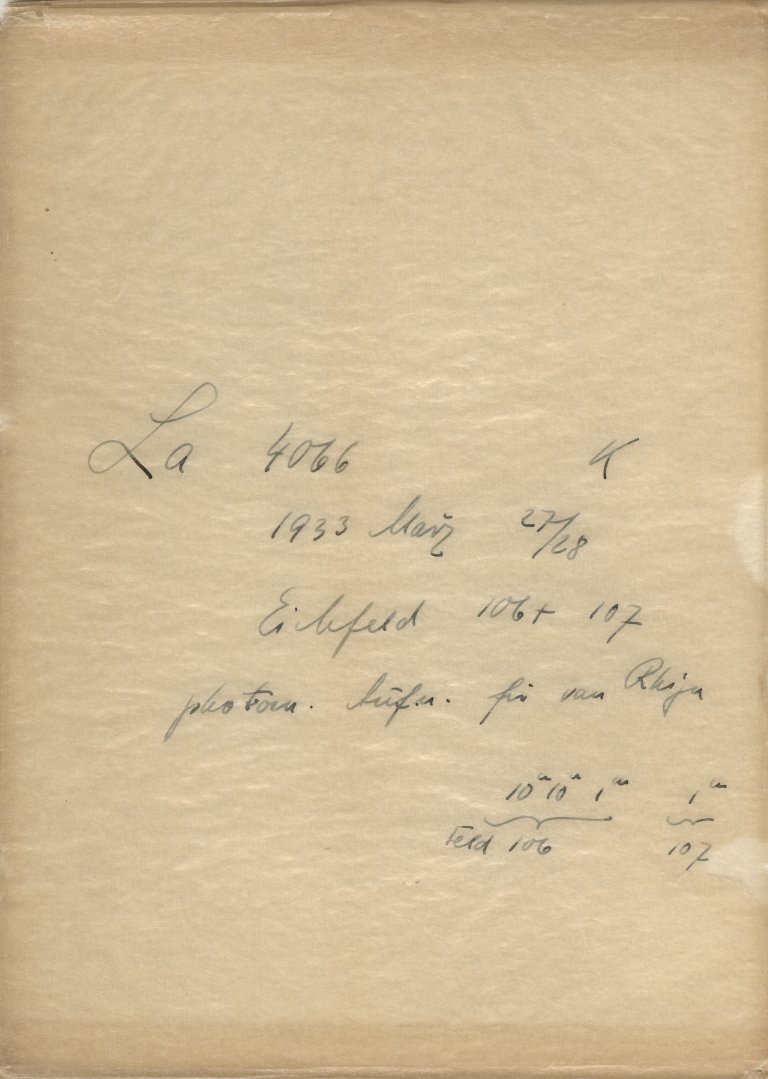 La 4066 K
1933 März 27/28
Eichfeld 106 + 107
photom. Aufn. für van Rhijn
10ᵐ 10ᵐ 1ᵐ 1ᵐ
Feld 106 107